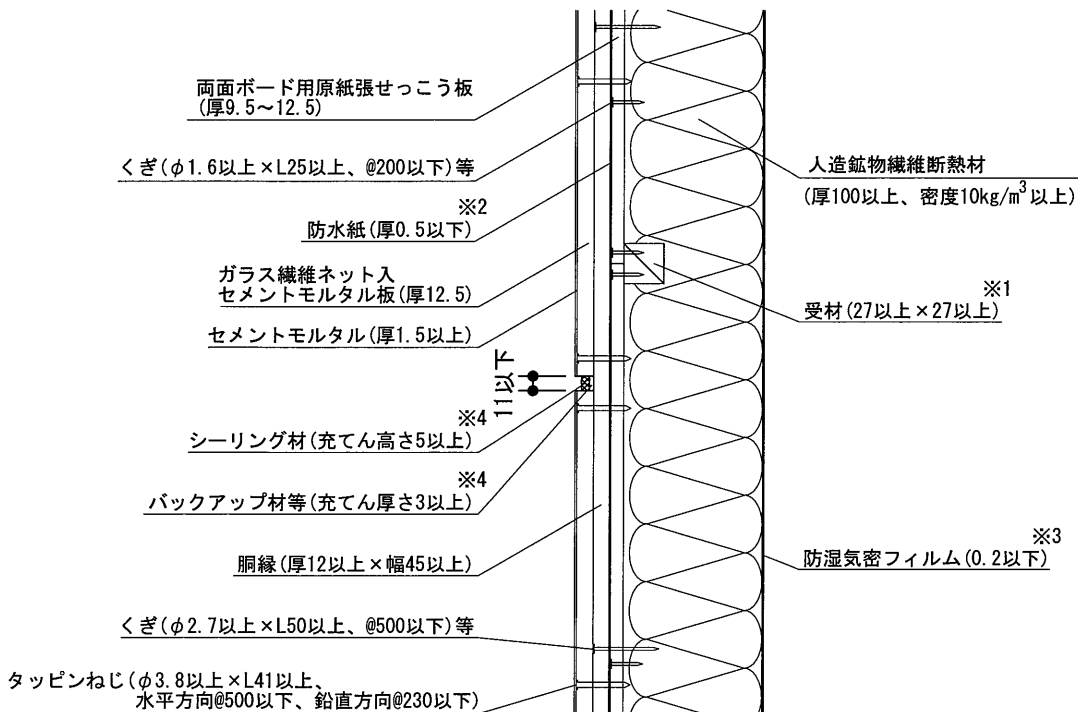 両面ボード用原紙張せっこう板
(厚9.5～12.5)
くぎ(φ1.6以上×L25以上、@200以下)等
※2
防水紙(厚0.5以下)
ガラス繊維ネット入
セメントモルタル板(厚12.5)
セメントモルタル(厚1.5以上)
11以下
※4
シーリング材(充てん高さ5以上)
※4
バックアップ材等(充てん厚さ3以上)
胴縁(厚12以上×幅45以上)
くぎ(φ2.7以上×L50以上、@500以下)等
タッピンねじ(φ3.8以上×L41以上、
水平方向@500以下、鉛直方向@230以下)
人造鉱物繊維断熱材
(厚100以上、密度10kg/m³以上)
※1
受材(27以上×27以上)
※3
防湿気密フィルム(0.2以下)